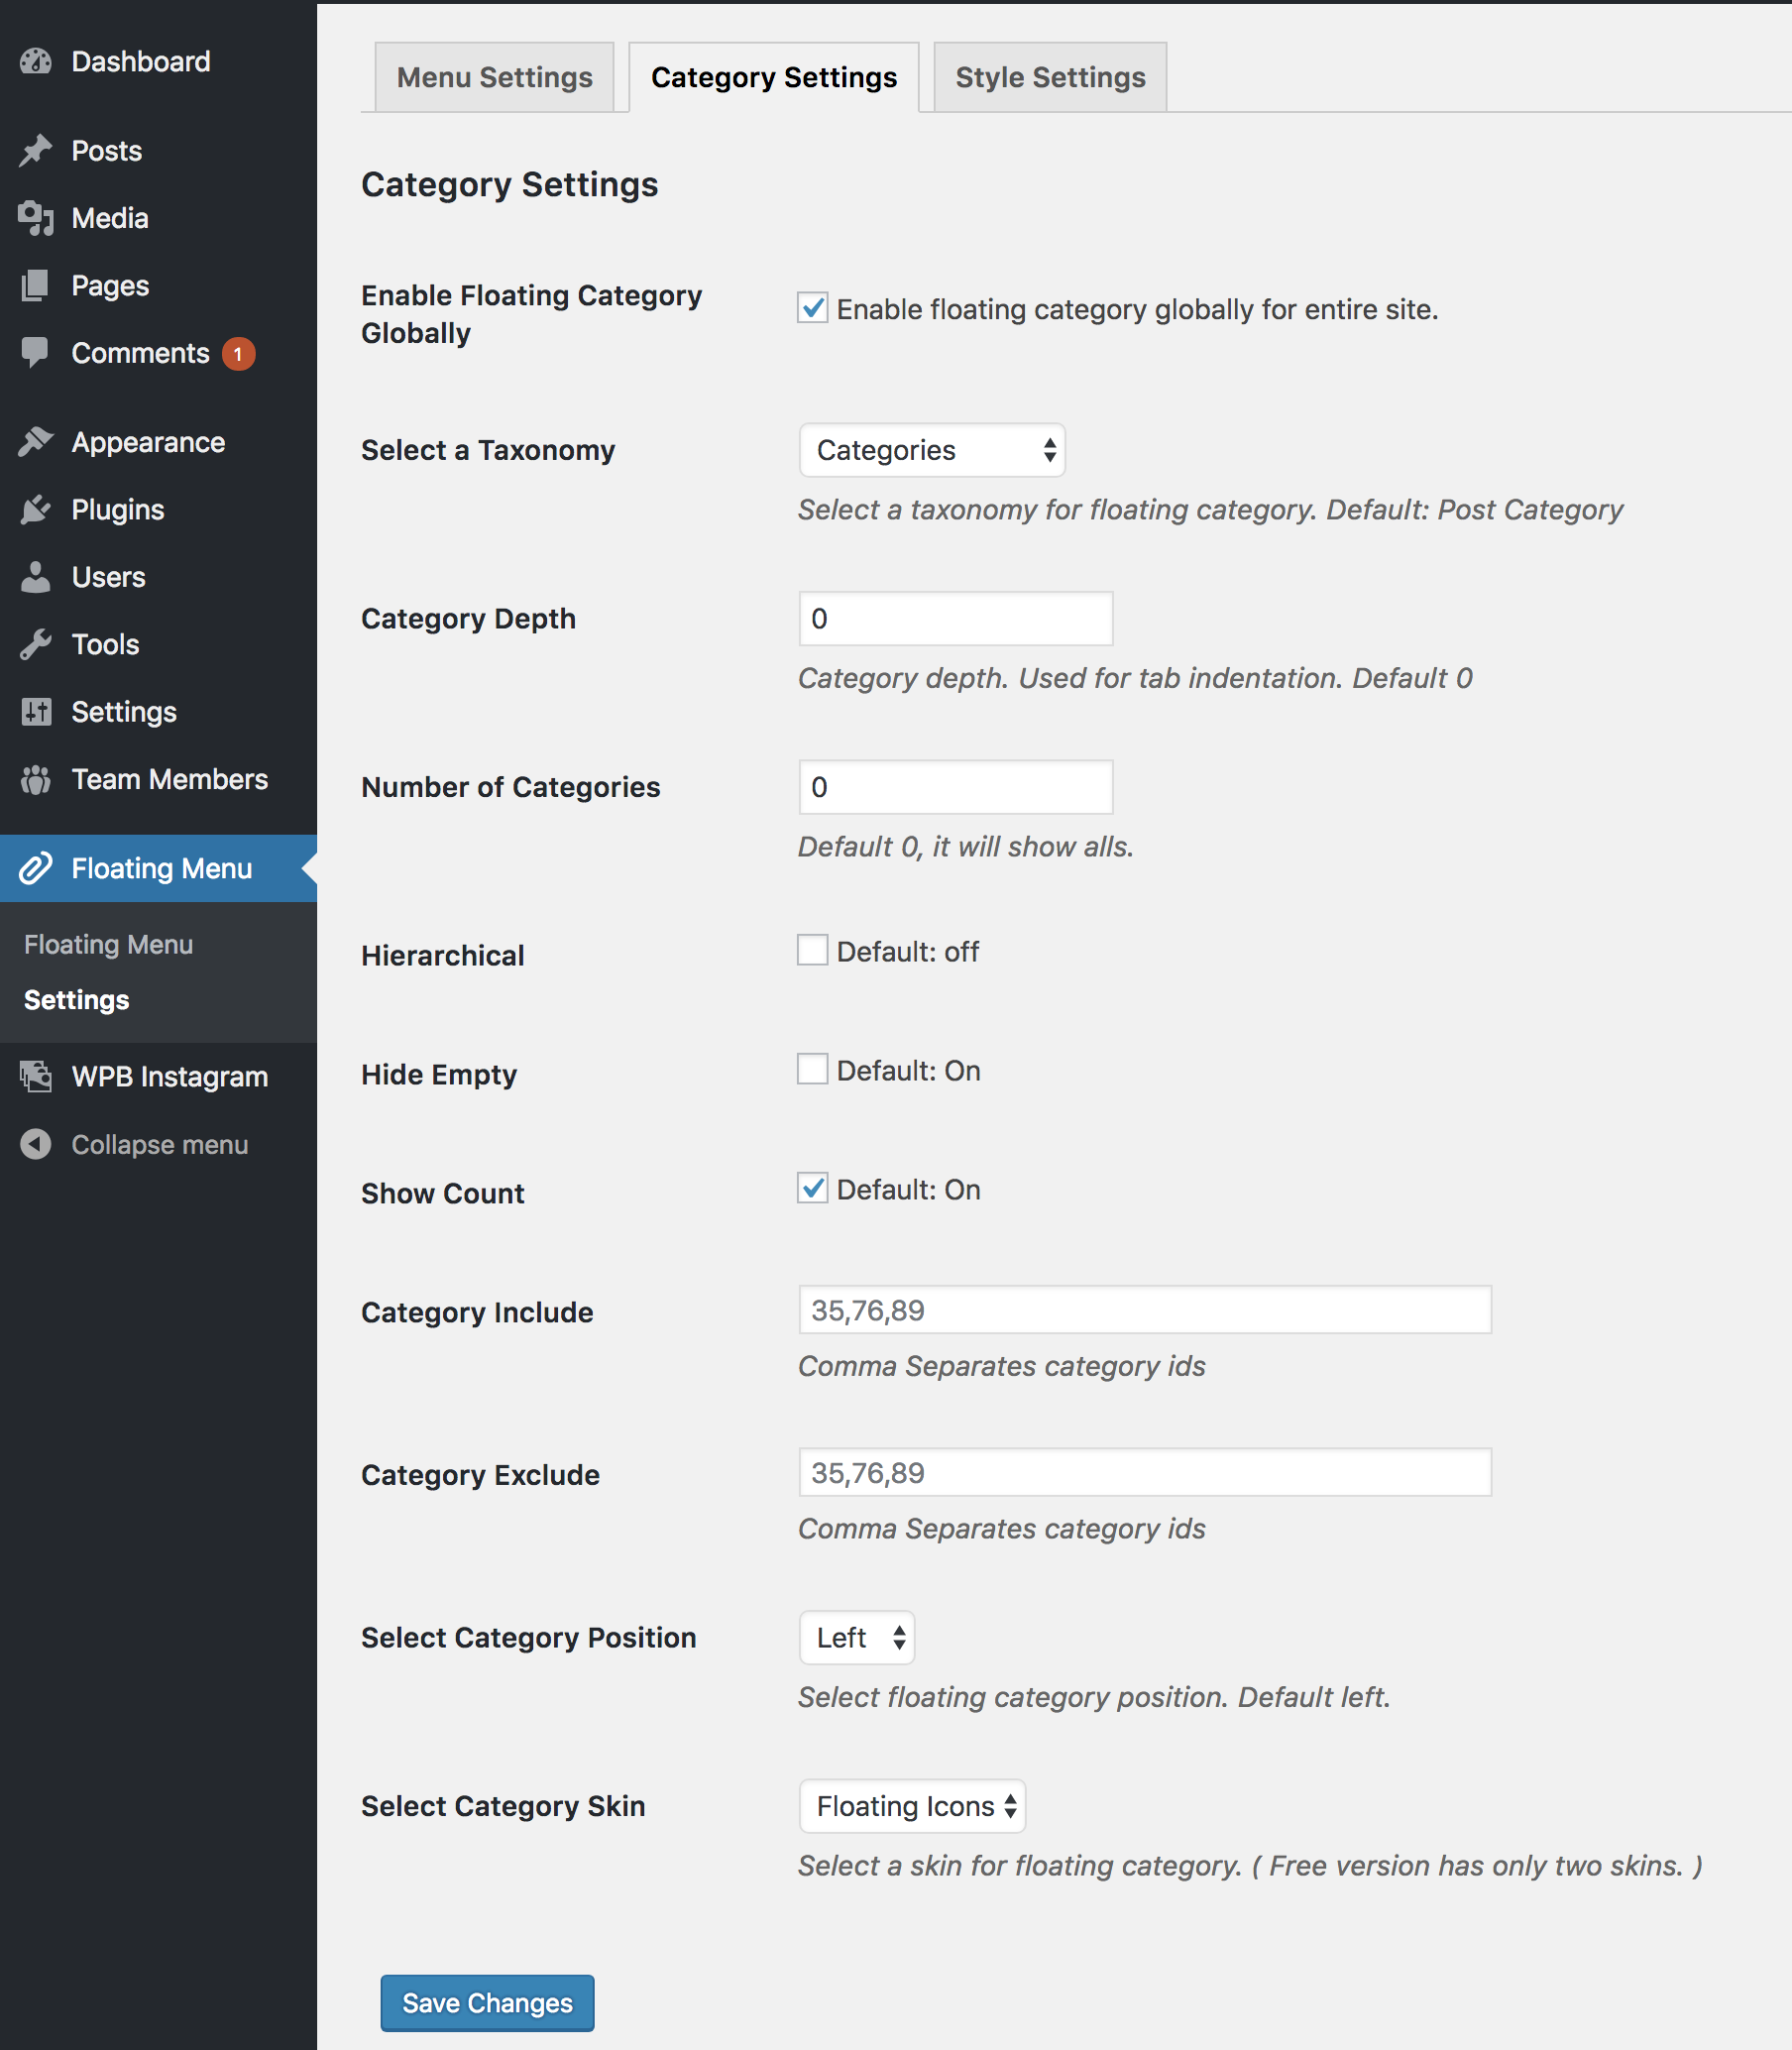 Dashboard
Posts
Media
Pages
Comments 1
Appearance
Plugins
Users
Tools
Settings
Team Members
Floating Menu
Floating Menu
Settings
WPB Instagram
Collapse menu
Menu Settings
Category Settings
Style Settings
Category Settings
Enable Floating Category
Globally
Enable floating category globally for entire site.
Select a Taxonomy
Categories
Select a taxonomy for floating category. Default: Post Category
Category Depth
0
Category depth. Used for tab indentation. Default 0
Number of Categories
0
Default 0, it will show alls.
Hierarchical
Default: off
Hide Empty
Default: On
Show Count
Default: On
Category Include
35,76,89
Comma Separates category ids
Category Exclude
35,76,89
Comma Separates category ids
Select Category Position
Left
Select floating category position. Default left.
Select Category Skin
Floating Icons
Select a skin for floating category. ( Free version has only two skins. )
Save Changes